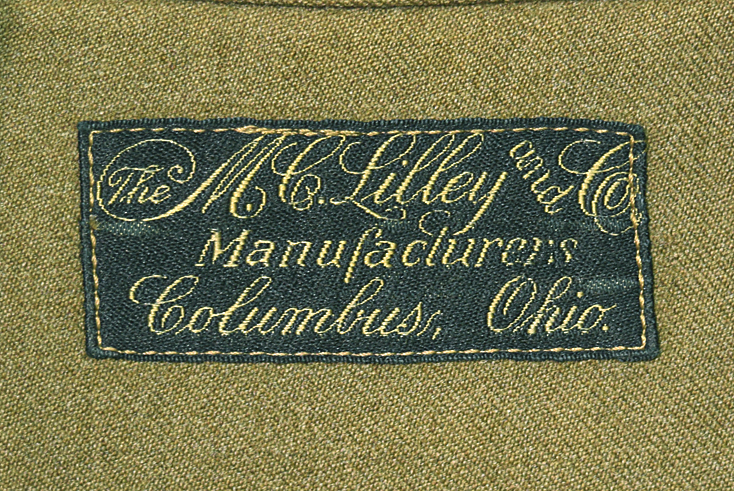 The M.C. Lilley and Co
Manufacturers
Columbus, Ohio.